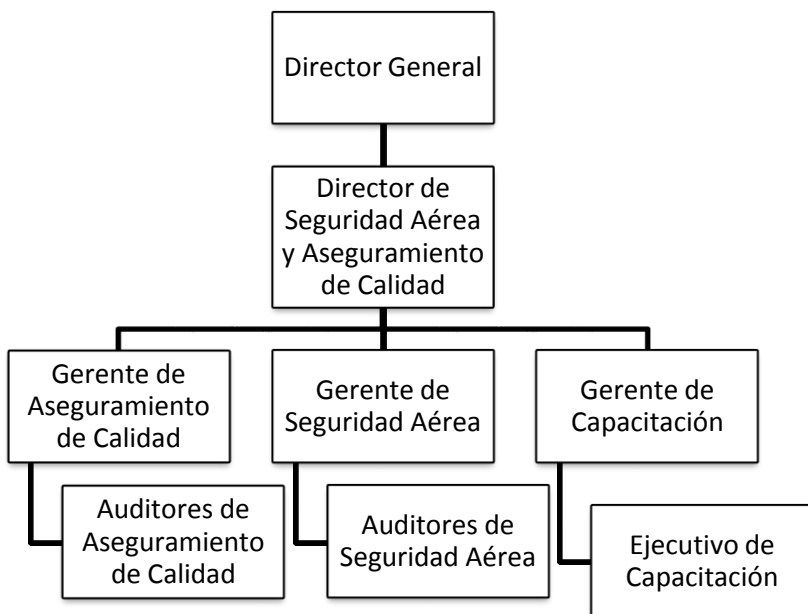 Director General
Director de
Seguridad Aérea
y Aseguramiento
de Calidad
Gerente de
Aseguramiento
de Calidad
Gerente de
Seguridad Aérea
Gerente de
Capacitación
Auditores de
Aseguramiento
de Calidad
Auditores de
Seguridad Aérea
Ejecutivo de
Capacitación